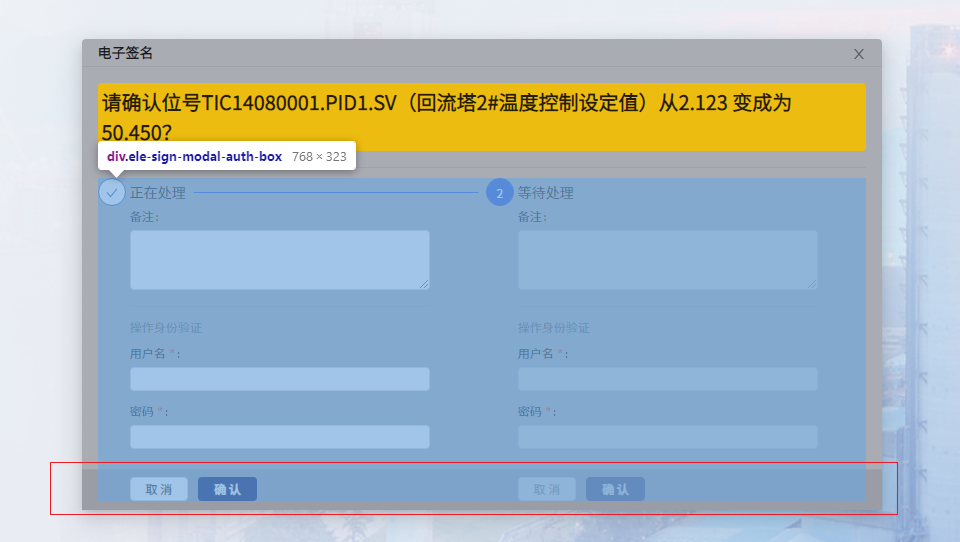 电子签名
请确认位号TIC14080001.PID1.SV（回流塔2#温度控制设定值）从2.123 变成为
50.450?
div.ele-sign-modal-auth-box 768 × 323
正在处理
2 等待处理
备注:
备注:
操作身份验证
操作身份验证
用户名 * :
用户名 * :
密码 * :
密码 * :
取消 确认
取消 确认